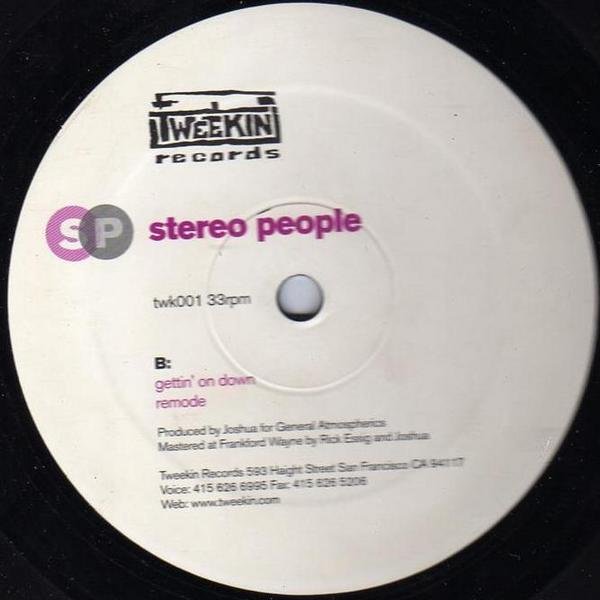 TWEEKIN
records
SP stereo people
twk001 33rpm
B:
gettin' on down
remode
Produced by Joshua for General Atmospherics
Mastered at Frankford Wayne by Rick Essig and Joshua
Tweekin Records 593 Haight Street San Francisco CA 94117
Voice: 415 626 6995 Fax: 415 626 5206
Web: www.tweekin.com